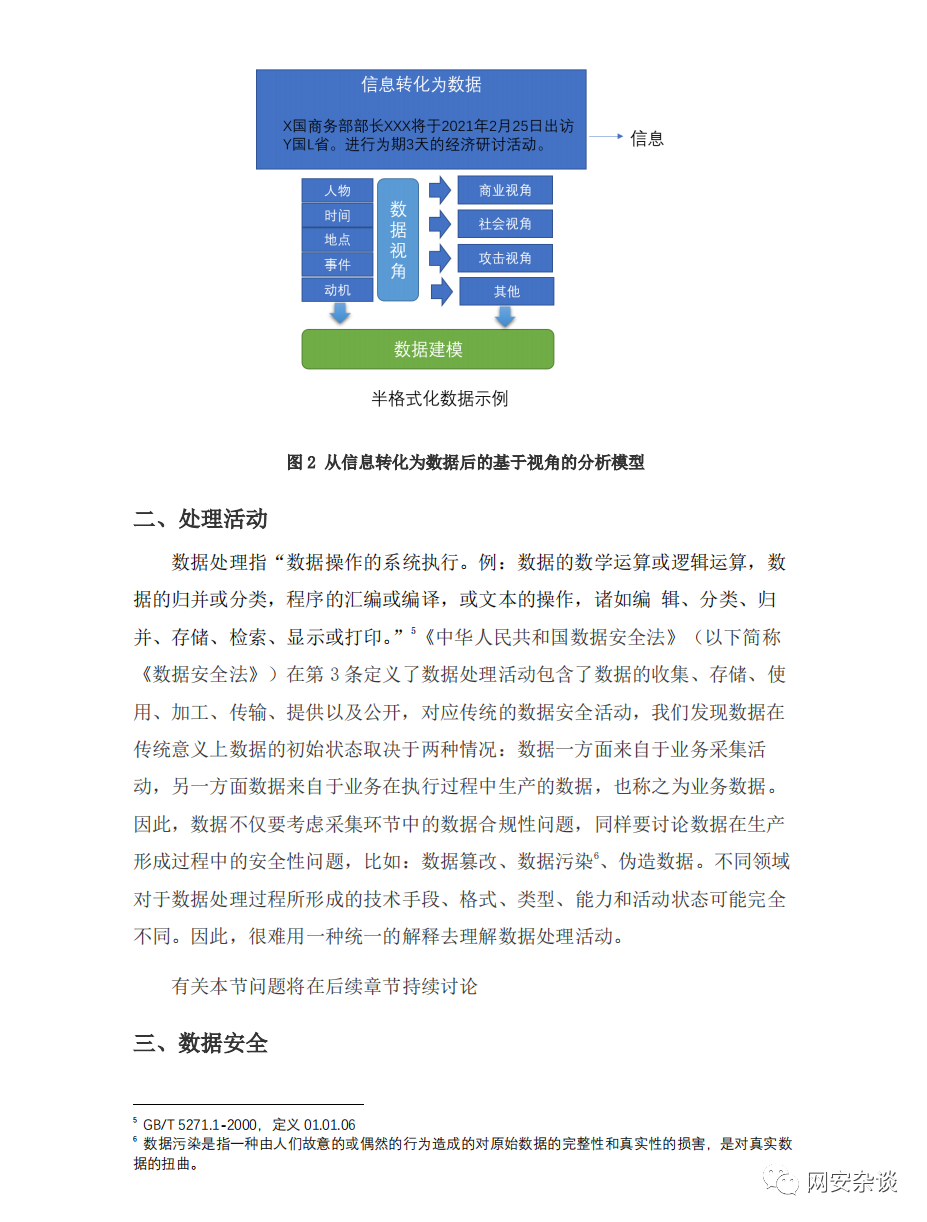 信息转化为数据
X国商务部部长XXX将于2021年2月25日出访
Y国L省。进行为期3天的经济研讨活动。
信息
人物
时间
地点
事件
动机
数据视角
商业视角
社会视角
攻击视角
其他
数据建模
半格式化数据示例
图 2 从信息转化为数据后的基于视角的分析模型
二、处理活动
数据处理指“数据操作的系统执行。例：数据的数学运算或逻辑运算，数
据的归并或分类，程序的汇编或编译，或文本的操作，诸如编 辑、分类、归
并、存储、检索、显示或打印。”5《中华人民共和国数据安全法》（以下简称
《数据安全法》）在第 3 条定义了数据处理活动包含了数据的收集、存储、使
用、加工、传输、提供以及公开，对应传统的数据安全活动，我们发现数据在
传统意义上数据的初始状态取决于两种情况：数据一方面来自于业务采集活
动，另一方面数据来自于业务在执行过程中生产的数据，也称之为业务数据。
因此，数据不仅要考虑采集环节中的数据合规性问题，同样要讨论数据在生产
形成过程中的安全性问题，比如：数据篡改、数据污染6、伪造数据。不同领域
对于数据处理过程所形成的技术手段、格式、类型、能力和活动状态可能完全
不同。因此，很难用一种统一的解释去理解数据处理活动。
有关本节问题将在后续章节持续讨论
三、数据安全
5 GB/T 5271.1-2000，定义 01.01.06
6 数据污染是指一种由人们故意的或偶然的行为造成的对原始数据的完整性和真实性的损害，是对真实数
据的扭曲。
网安杂谈